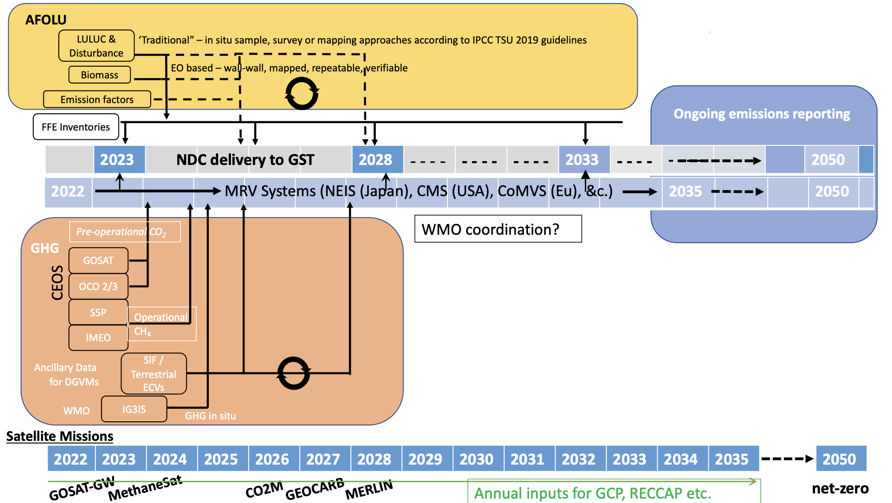 AFOLU
LULUC &
Disturbance
'Traditional" – in situ sample, survey or mapping approaches according to IPCC TSU 2019 guidelines
EO based – wall-wall, mapped, repeatable, verifiable
Biomass
Emission factors
FFE Inventories
Ongoing emissions reporting
2023 NDC delivery to GST 2028 2033 2050
2022 MRV Systems (NEIS (Japan), CMS (USA), CoMVS (Eu), &c.) 2035 2050
WMO coordination?
Pre-operational CO2
GHG
CEOS
GOSAT
OCO 2/3
S5P
IMEO
Operational
CH4
Ancillary Data
for DGVMs
SIF /
Terrestrial
ECVs
WMO
IG3IS
GHG in situ
Satellite Missions
2022 2023 2024 2025 2026 2027 2028 2029 2030 2031 2032 2033 2034 2035 2050
GOSAT-GW
MethaneSat
CO2M
GEOCARB
MERLIN
Annual inputs for GCP, RECCAP etc.
net-zero